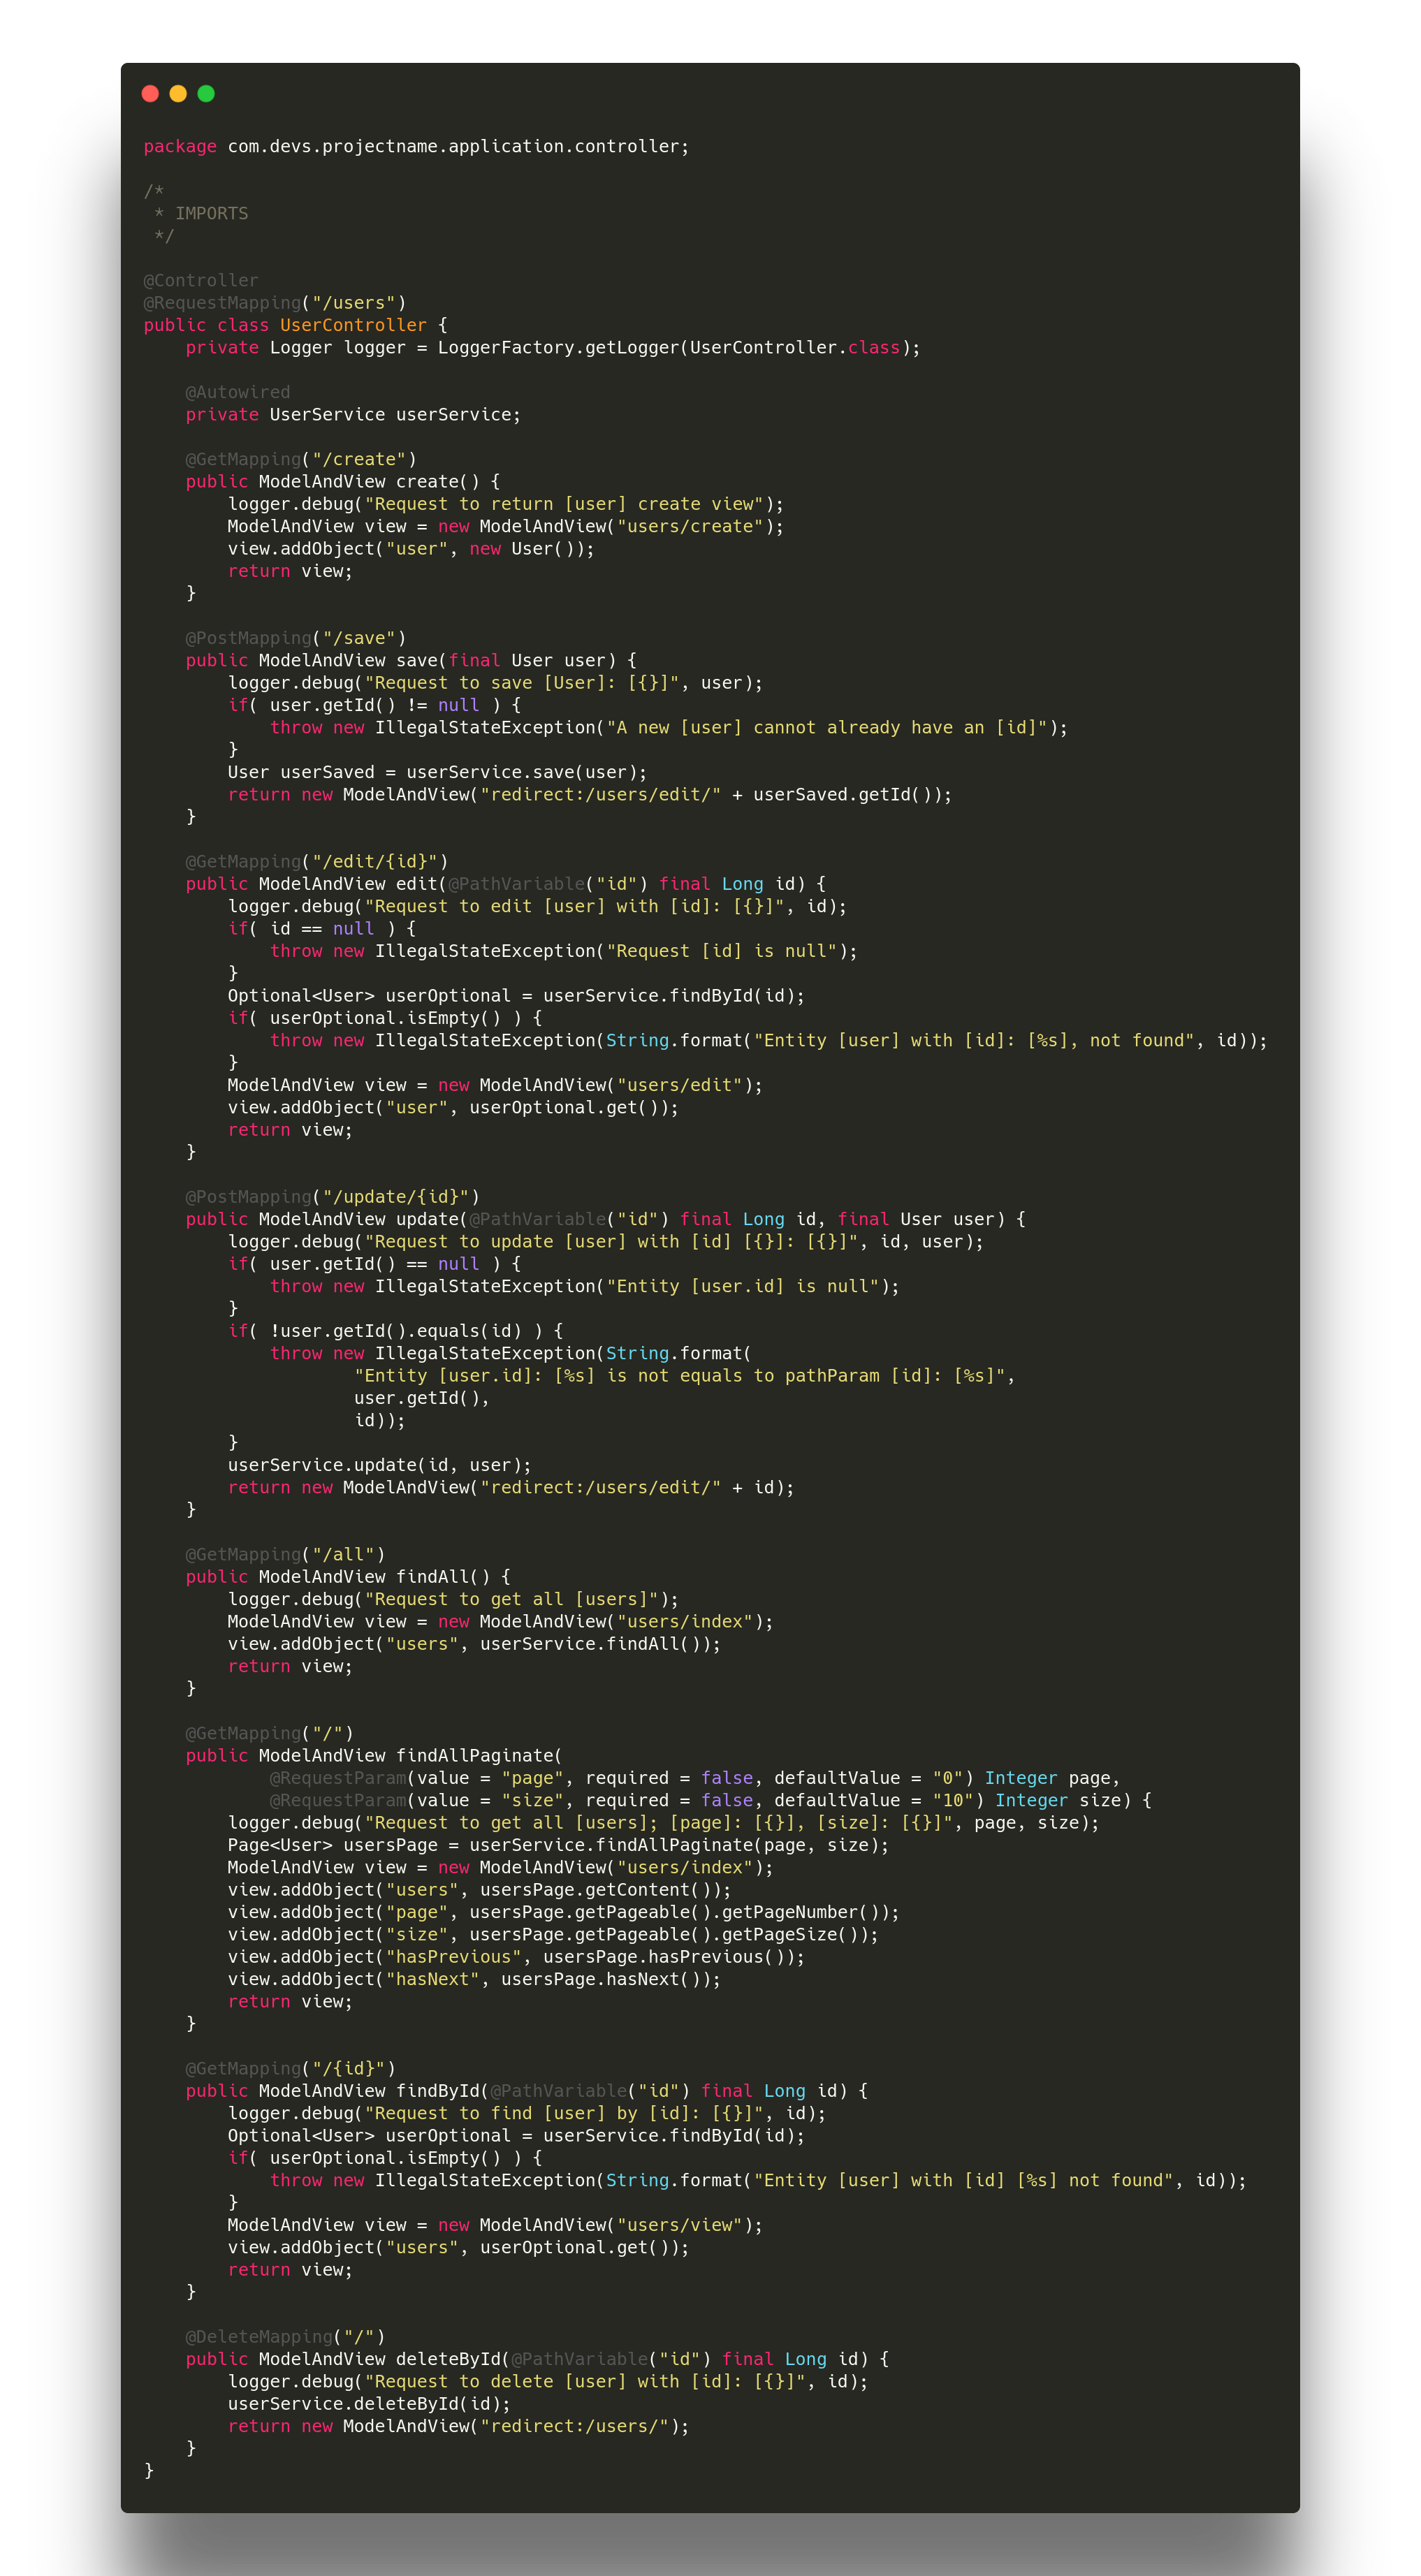 package com.devs.projectname.application.controller;

/*
 * IMPORTS
 */

@Controller
@RequestMapping("/users")
public class UserController {
    private Logger logger = LoggerFactory.getLogger(UserController.class);

    @Autowired
    private UserService userService;

    @GetMapping("/create")
    public ModelAndView create() {
        logger.debug("Request to return [user] create view");
        ModelAndView view = new ModelAndView("users/create");
        view.addObject("user", new User());
        return view;
    }

    @PostMapping("/save")
    public ModelAndView save(final User user) {
        logger.debug("Request to save [User]: [{}]", user);
        if( user.getId() != null ) {
            throw new IllegalStateException("A new [user] cannot already have an [id]");
        }
        User userSaved = userService.save(user);
        return new ModelAndView("redirect:/users/edit/" + userSaved.getId());
    }

    @GetMapping("/edit/{id}")
    public ModelAndView edit(@PathVariable("id") final Long id) {
        logger.debug("Request to edit [user] with [id]: [{}]", id);
        if( id == null ) {
            throw new IllegalStateException("Request [id] is null");
        }
        Optional<User> userOptional = userService.findById(id);
        if( userOptional.isEmpty() ) {
            throw new IllegalStateException(String.format("Entity [user] with [id]: [%s], not found", id));
        }
        ModelAndView view = new ModelAndView("users/edit");
        view.addObject("user", userOptional.get());
        return view;
    }

    @PostMapping("/update/{id}")
    public ModelAndView update(@PathVariable("id") final Long id, final User user) {
        logger.debug("Request to update [user] with [id] [{}]: [{}]", id, user);
        if( user.getId() == null ) {
            throw new IllegalStateException("Entity [user.id] is null");
        }
        if( !user.getId().equals(id) ) {
            throw new IllegalStateException(String.format(
                    "Entity [user.id]: [%s] is not equals to pathParam [id]: [%s]",
                    user.getId(),
                    id));
        }
        userService.update(id, user);
        return new ModelAndView("redirect:/users/edit/" + id);
    }

    @GetMapping("/all")
    public ModelAndView findAll() {
        logger.debug("Request to get all [users]");
        ModelAndView view = new ModelAndView("users/index");
        view.addObject("users", userService.findAll());
        return view;
    }

    @GetMapping("/")
    public ModelAndView findAllPaginate(
            @RequestParam(value = "page", required = false, defaultValue = "0") Integer page,
            @RequestParam(value = "size", required = false, defaultValue = "10") Integer size) {
        logger.debug("Request to get all [users]; [page]: [{}], [size]: [{}]", page, size);
        Page<User> usersPage = userService.findAllPaginate(page, size);
        ModelAndView view = new ModelAndView("users/index");
        view.addObject("users", usersPage.getContent());
        view.addObject("page", usersPage.getPageable().getPageNumber());
        view.addObject("size", usersPage.getPageable().getPageSize());
        view.addObject("hasPrevious", usersPage.hasPrevious());
        view.addObject("hasNext", usersPage.hasNext());
        return view;
    }

    @GetMapping("/{id}")
    public ModelAndView findById(@PathVariable("id") final Long id) {
        logger.debug("Request to find [user] by [id]: [{}]", id);
        Optional<User> userOptional = userService.findById(id);
        if( userOptional.isEmpty() ) {
            throw new IllegalStateException(String.format("Entity [user] with [id] [%s] not found", id));
        }
        ModelAndView view = new ModelAndView("users/view");
        view.addObject("users", userOptional.get());
        return view;
    }

    @DeleteMapping("/")
    public ModelAndView deleteById(@PathVariable("id") final Long id) {
        logger.debug("Request to delete [user] with [id]: [{}]", id);
        userService.deleteById(id);
        return new ModelAndView("redirect:/users/");
    }
}